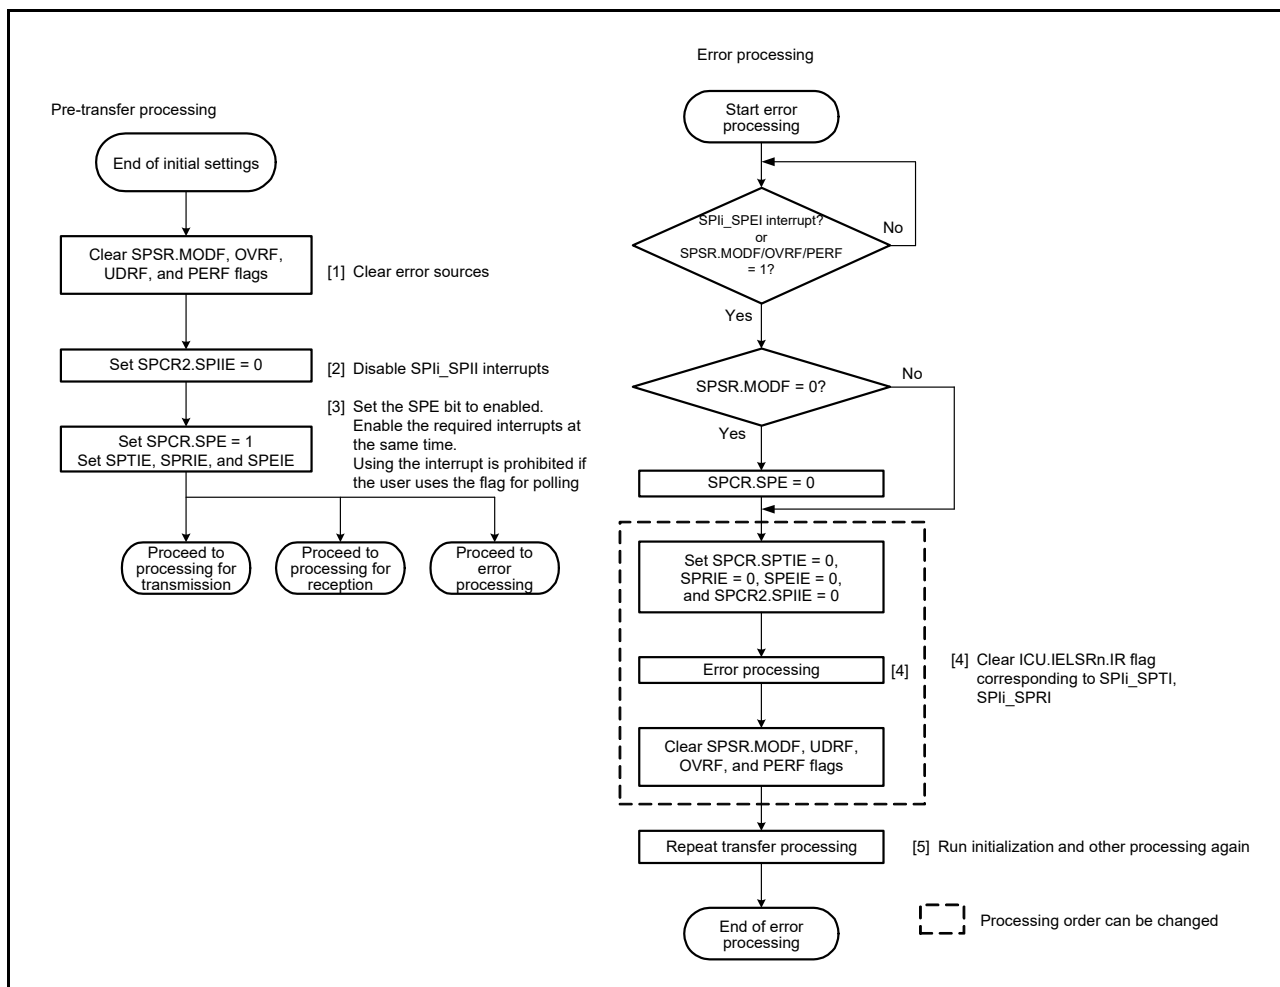 Pre-transfer processing
End of initial settings
Clear SPSR.MODF, OVRF,
UDRF, and PERF flags
[1] Clear error sources
Set SPCR2.SPIIE = 0
[2] Disable SPIi_SPII interrupts
Set SPCR.SPE = 1
Set SPTIE, SPRIE, and SPEIE
[3] Set the SPE bit to enabled.
Enable the required interrupts at
the same time.
Using the interrupt is prohibited if
the user uses the flag for polling
Proceed to
processing for
transmission
Proceed to
processing for
reception
Proceed to
error
processing
Error processing
Start error
processing
SPIi_SPEI interrupt?
or
SPSR.MODF/OVRF/PERF
= 1?
No
Yes
SPSR.MODF = 0?
No
Yes
SPCR.SPE = 0
Set SPCR.SPTIE = 0,
SPRIE = 0, SPEIE = 0,
and SPCR2.SPIIE = 0
Error processing
[4]
[4] Clear ICU.IELSRn.IR flag
corresponding to SPIi_SPTI,
SPIi_SPRI
Clear SPSR.MODF, UDRF,
OVRF, and PERF flags
Repeat transfer processing
[5] Run initialization and other processing again
End of error
processing
Processing order can be changed